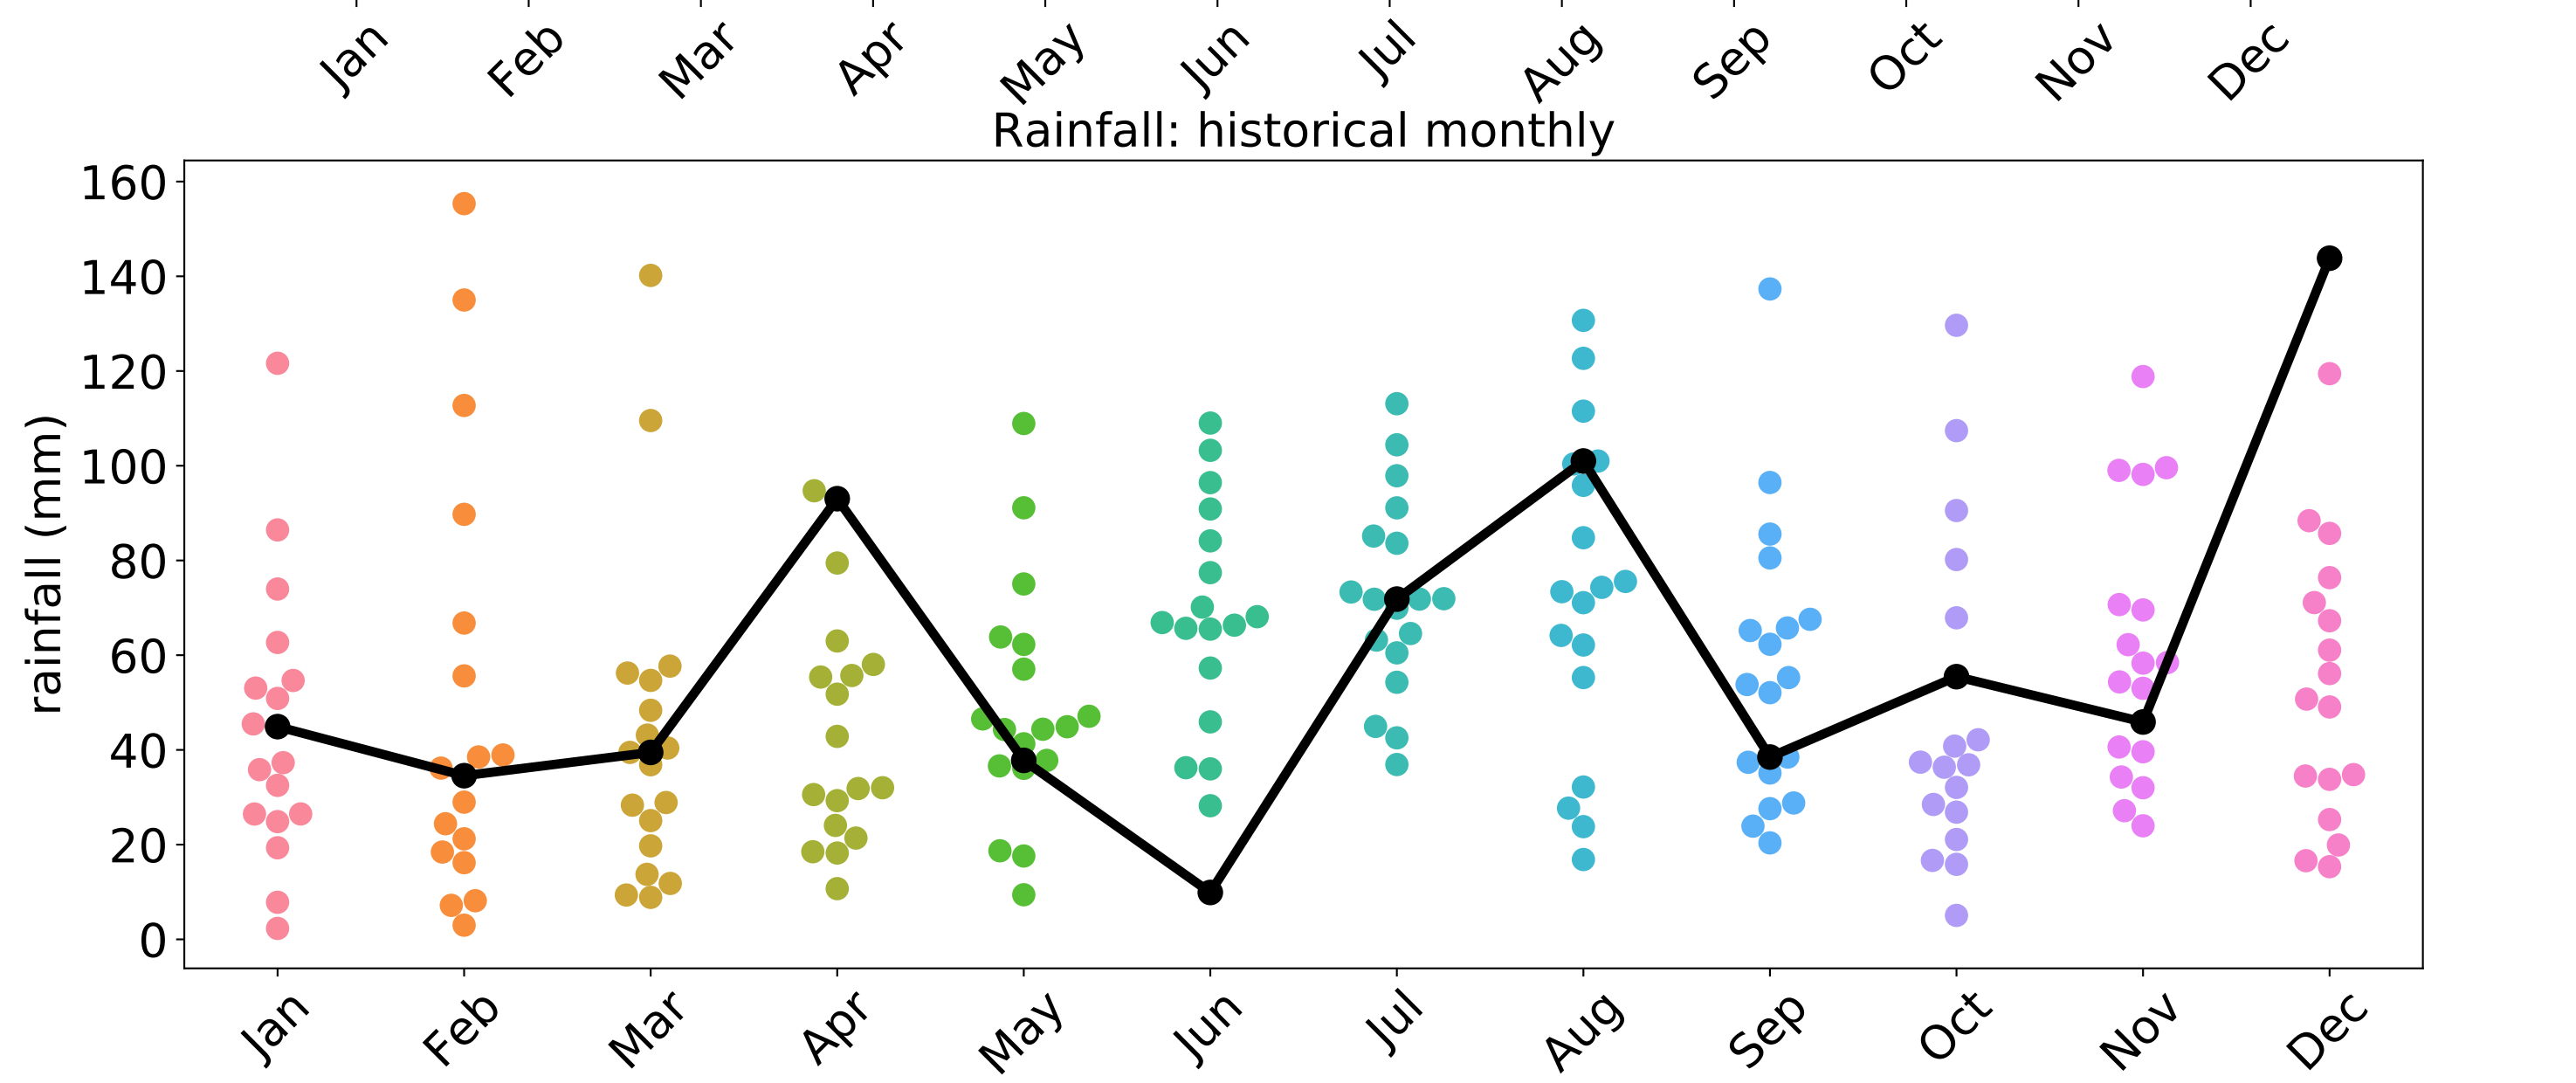 Jan Feb Mar Apr May Jun Jul Aug Sep Oct Nov Dec
Rainfall: historical monthly
160
140
120
100
80
60
40
20
0
rainfall (mm)
Jan Feb Mar Apr May Jun Jul Aug Sep Oct Nov Dec